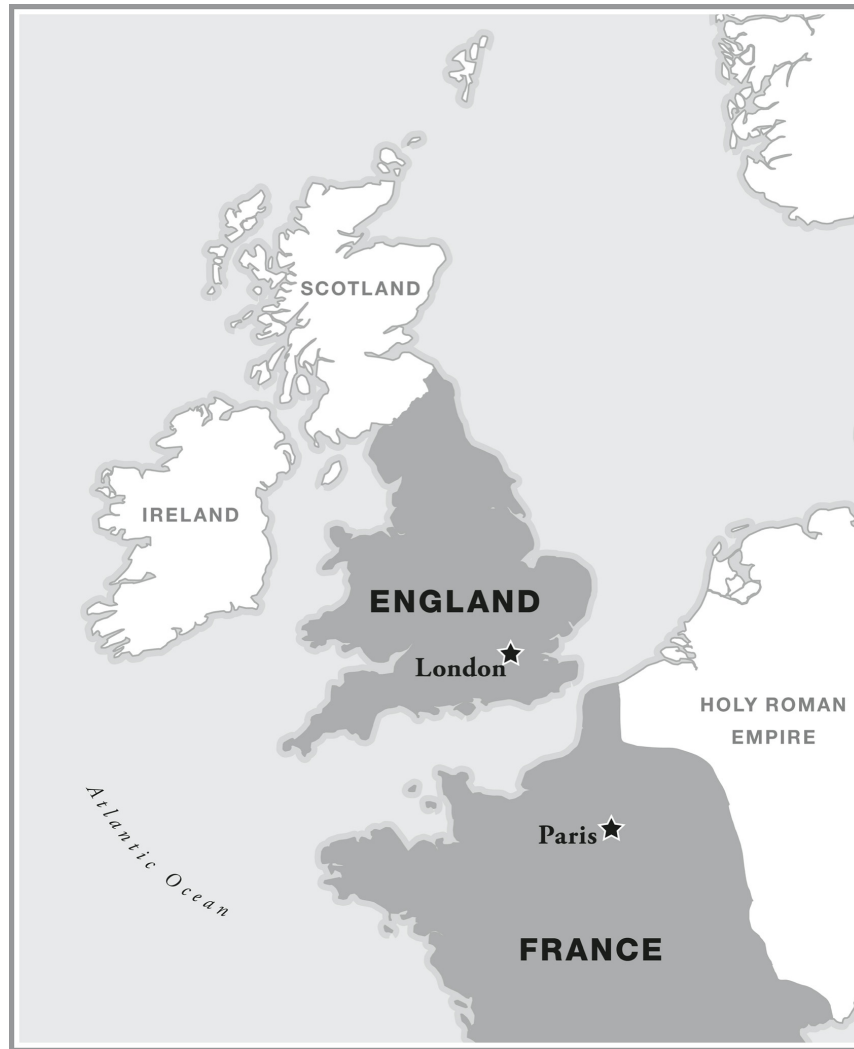 SCOTLAND
IRELAND
ENGLAND
London
HOLY ROMAN
EMPIRE
Atlantic Ocean
Paris
FRANCE